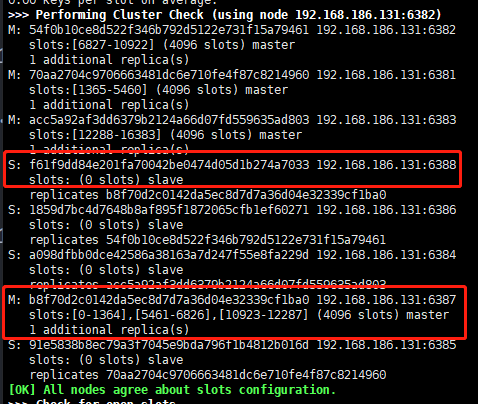 0.00 keys per slot on average.
>>> Performing Cluster Check (using node 192.168.186.131:6382)
M: 54f0b10ce8d522f346b792d5122e731f15a79461 192.168.186.131:6382
slots:[6827-10922] (4096 slots) master
1 additional replica(s)
M: 70aa2704c9706663481dc6e710fe4f87c8214960 192.168.186.131:6381
slots:[1365-5460] (4096 slots) master
1 additional replica(s)
M: acc5a92af3dd6379b2124a66d07fd559635ad803 192.168.186.131:6383
slots:[12288-16383] (4096 slots) master
1 additional replica(s)
S: f61f9dd84e201fa70042be0474d05d1b274a7033 192.168.186.131:6388
slots: (0 slots) slave
replicates b8f70d2c0142da5ec8d7d7a36d04e32339cf1ba0
S: 1859d7bc4d7648b8af895f1872065cfb1ef60271 192.168.186.131:6386
slots: (0 slots) slave
replicates 54f0b10ce8d522f346b792d5122e731f15a79461
S: a098dfbb0dce42586a38163a7d247f55e8fa229d 192.168.186.131:6384
slots: (0 slots) slave
replicates acc5a92af3dd6379b2124a66d07fd559635ad803
M: b8f70d2c0142da5ec8d7d7a36d04e32339cf1ba0 192.168.186.131:6387
slots:[0-1364],[5461-6826],[10923-12287] (4096 slots) master
1 additional replica(s)
S: 91e5838b8ec79a3f7045e9bda796f1b4812b016d 192.168.186.131:6385
slots: (0 slots) slave
replicates 70aa2704c9706663481dc6e710fe4f87c8214960
[OK] All nodes agree about slots configuration.
>>> Check for open slots